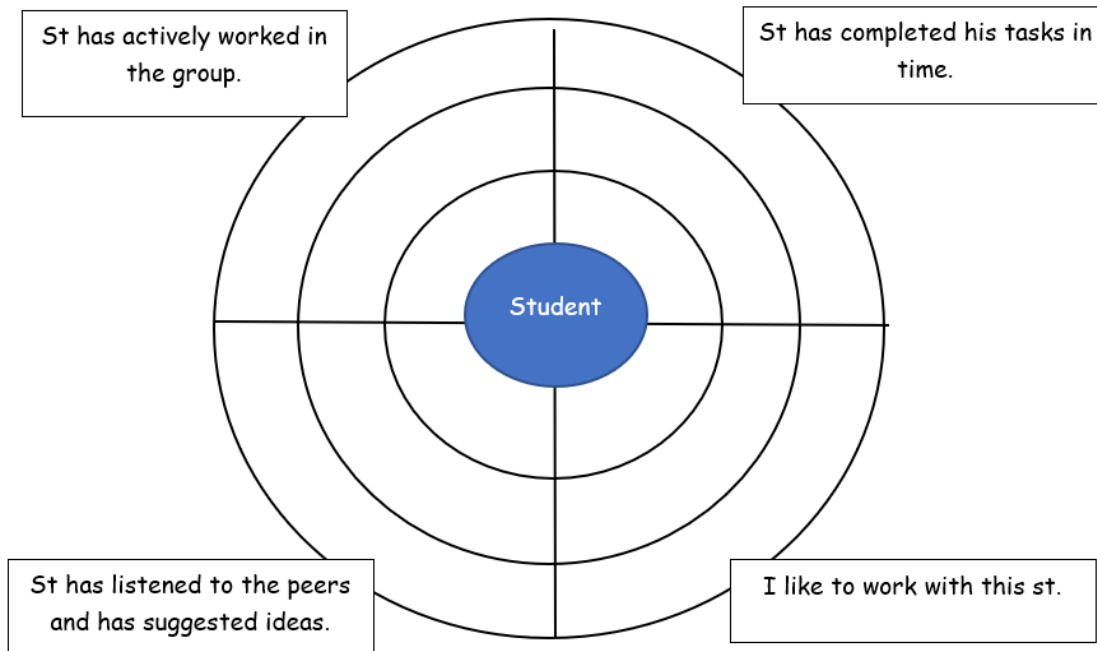 St has actively worked in
the group.
St has completed his tasks in
time.
Student
St has listened to the peers
and has suggested ideas.
I like to work with this st.